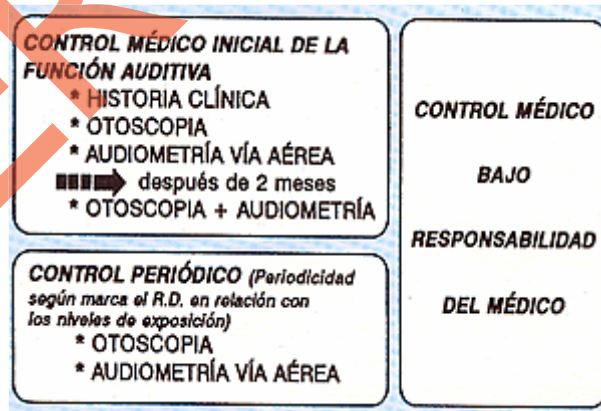 CONTROL MÉDICO INICIAL DE LA
FUNCIÓN AUDITIVA
* HISTORIA CLÍNICA
* OTOSCOPIA
* AUDIOMETRÍA VÍA AÉREA
después de 2 meses
* OTOSCOPIA + AUDIOMETRÍA
CONTROL PERIÓDICO (Periodicidad
según marca el R.D. en relación con
los niveles de exposición)
* OTOSCOPIA
* AUDIOMETRÍA VÍA AÉREA
CONTROL MÉDICO
BAJO
RESPONSABILIDAD
DEL MÉDICO